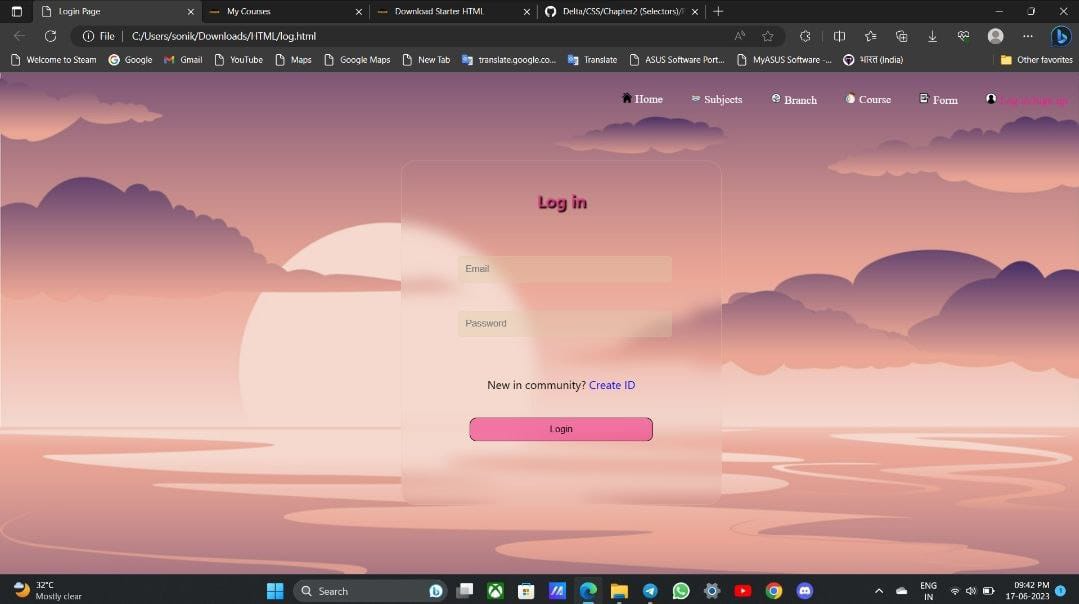 Login Page
My Courses
Download Starter HTML
Delta/CSS/Chapter2 (Selectors)/
File
C:/Users/sonik/Downloads/HTML/log.html
Welcome to Steam
Google
Gmail
YouTube
Maps
Google Maps
New Tab
translate.google.co...
Translate
ASUS Software Port...
MyASUS Software -...
भारत (India)
Other favorites
Home
Subjects
Branch
Course
Form
Log in
Email
Password
New in community? Create ID
Login
32°C
Mostly clear
Search
ENG
IN
09:42 PM
17-06-2023
1